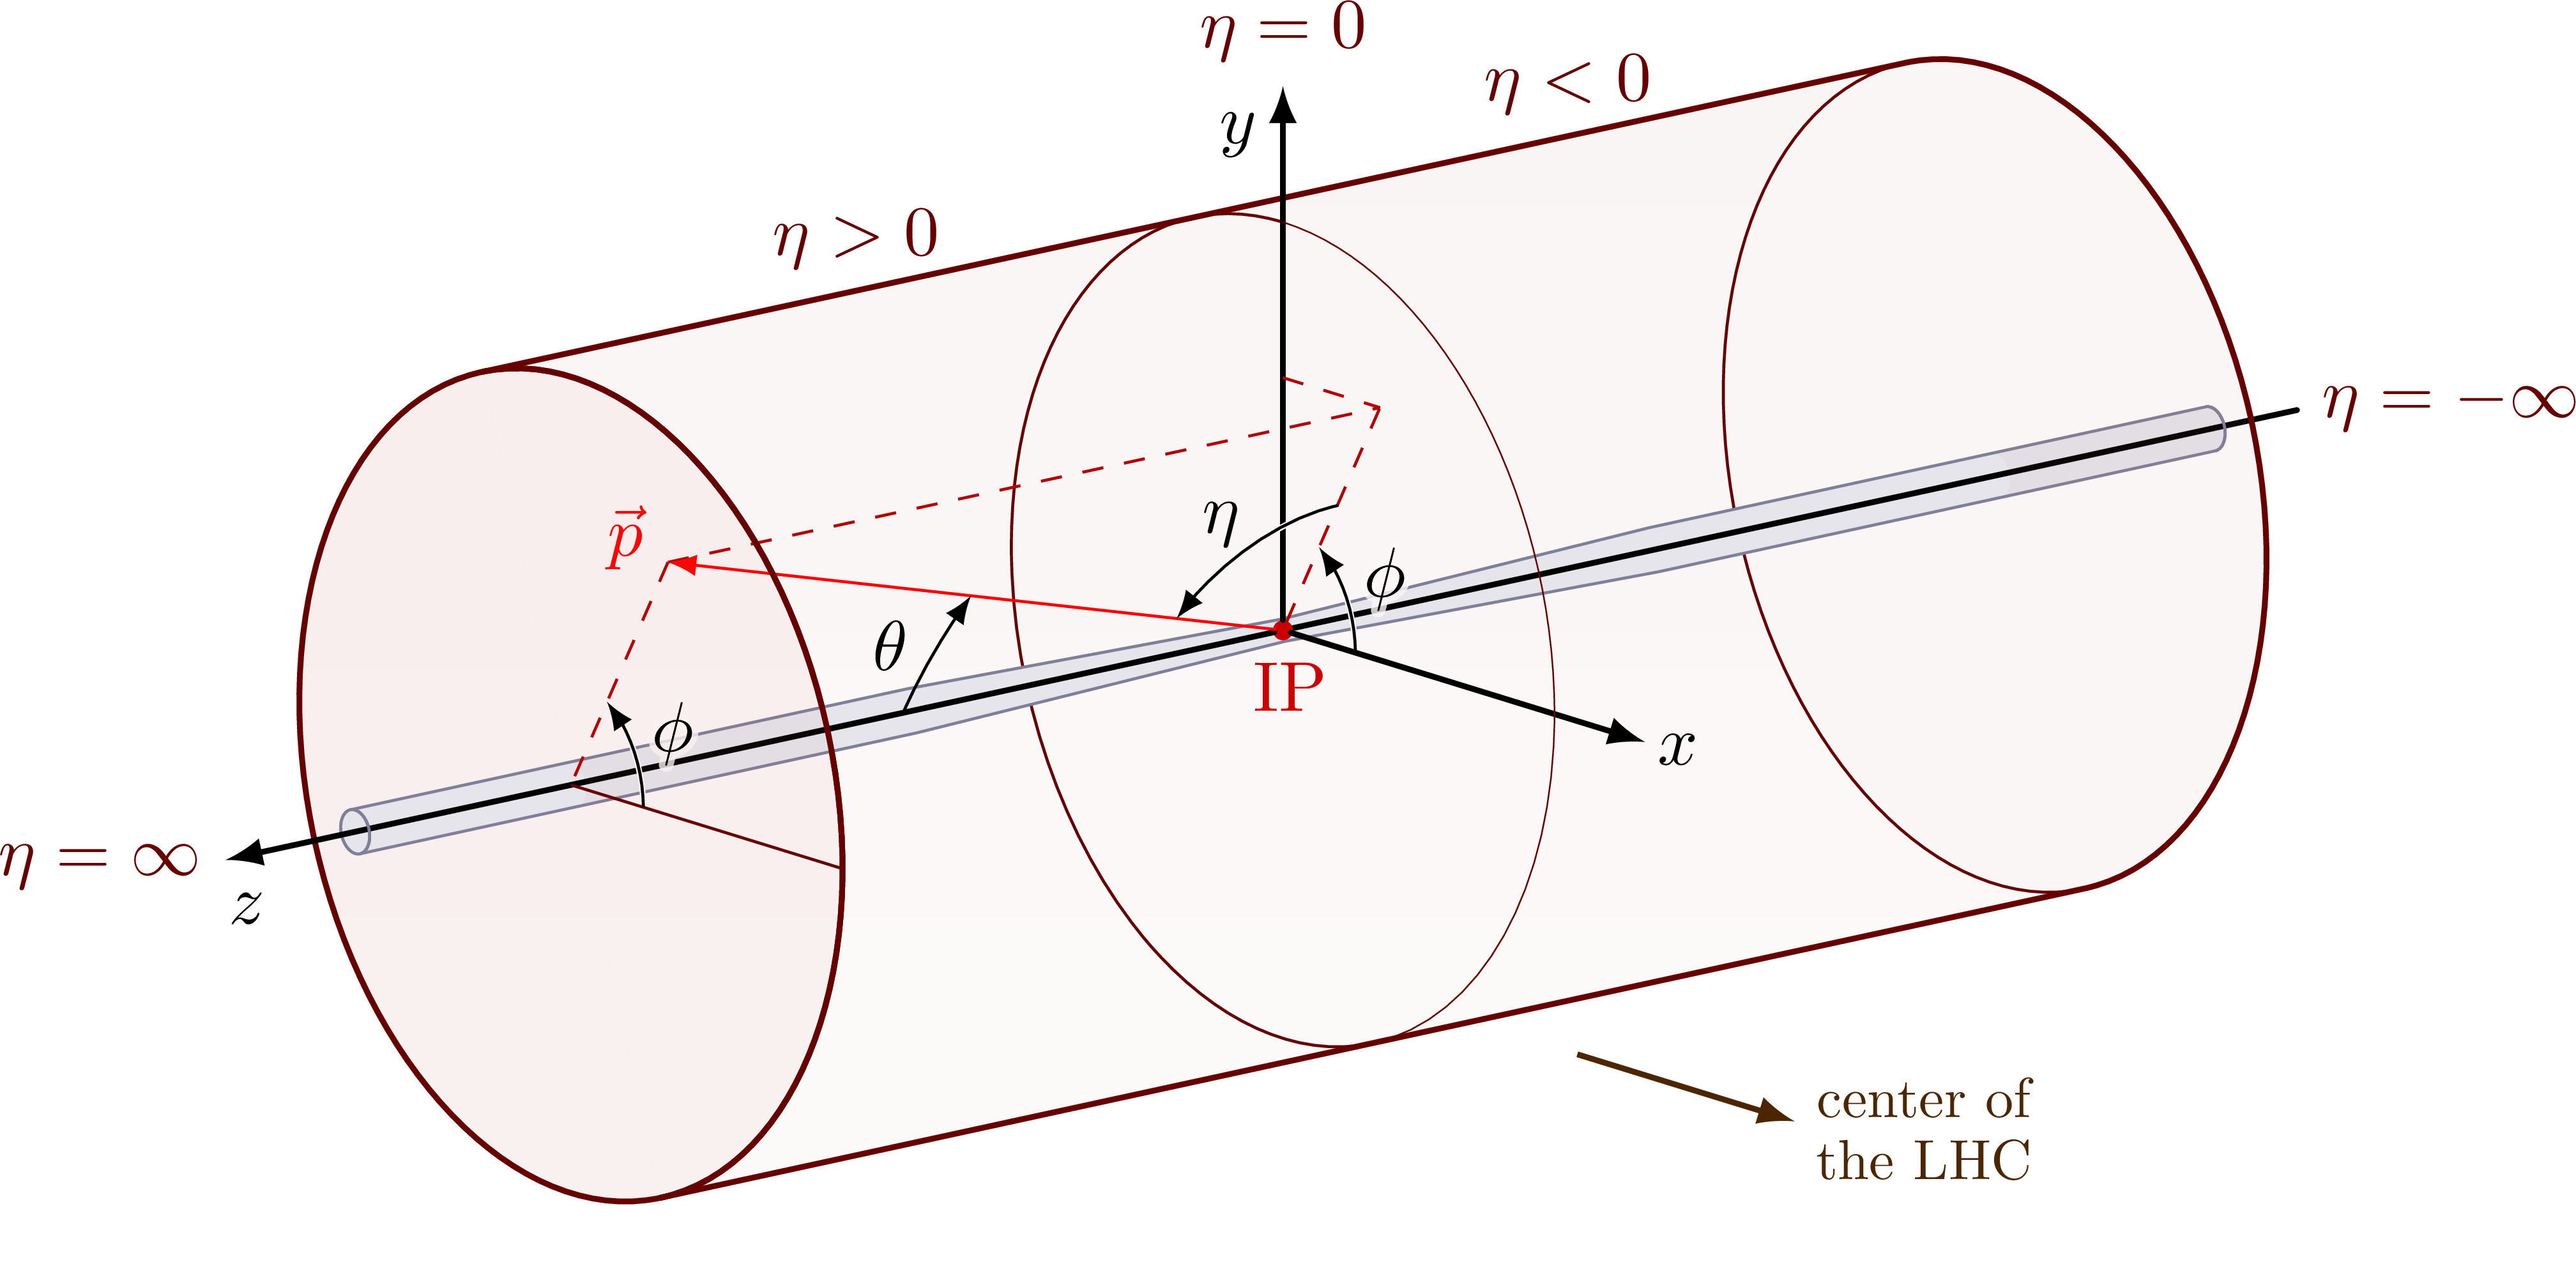 η = 0
η < 0
y
η > 0
η = −∞
η
p⃗
ϕ
θ
IP
ϕ
x
η = ∞
z
center of
the LHC